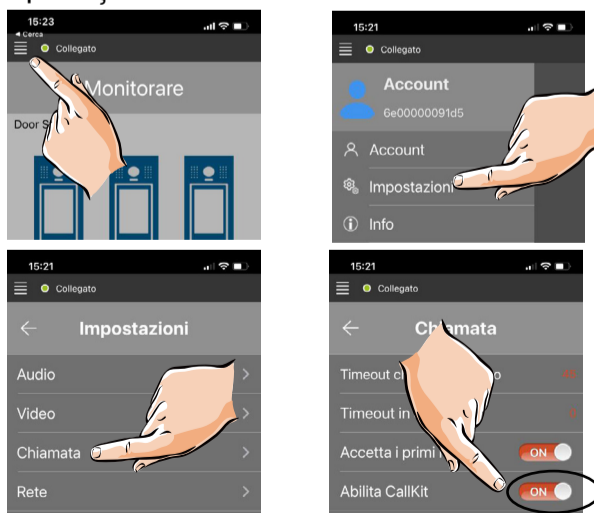 15:23
Cerca
Collegato
Monitorare
Door
15:21
Collegato
Account
6e00000091d5
Account
Impostazioni
Info
15:21
Collegato
Impostazioni
Audio
Video
Chiamata
Rete
15:21
Collegato
Chiamata
Timeout
Timeout in
Accetta i primi
ON
Abilita CallKit
ON